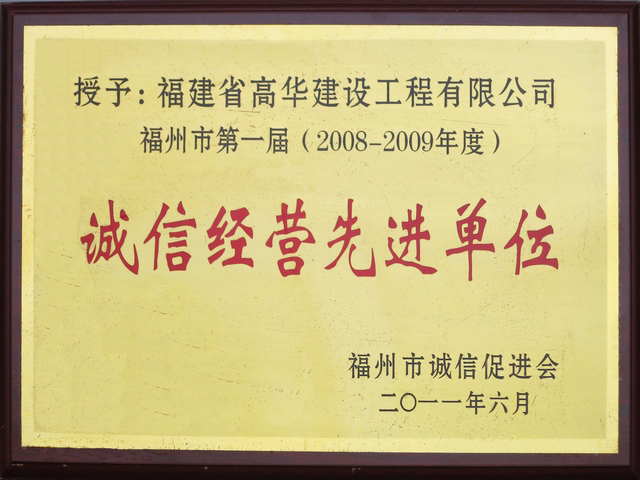 授予：福建省高华建设工程有限公司
福州市第一届（2008-2009年度）
诚信经营先进单位
福州市诚信促进会
二〇一一年六月